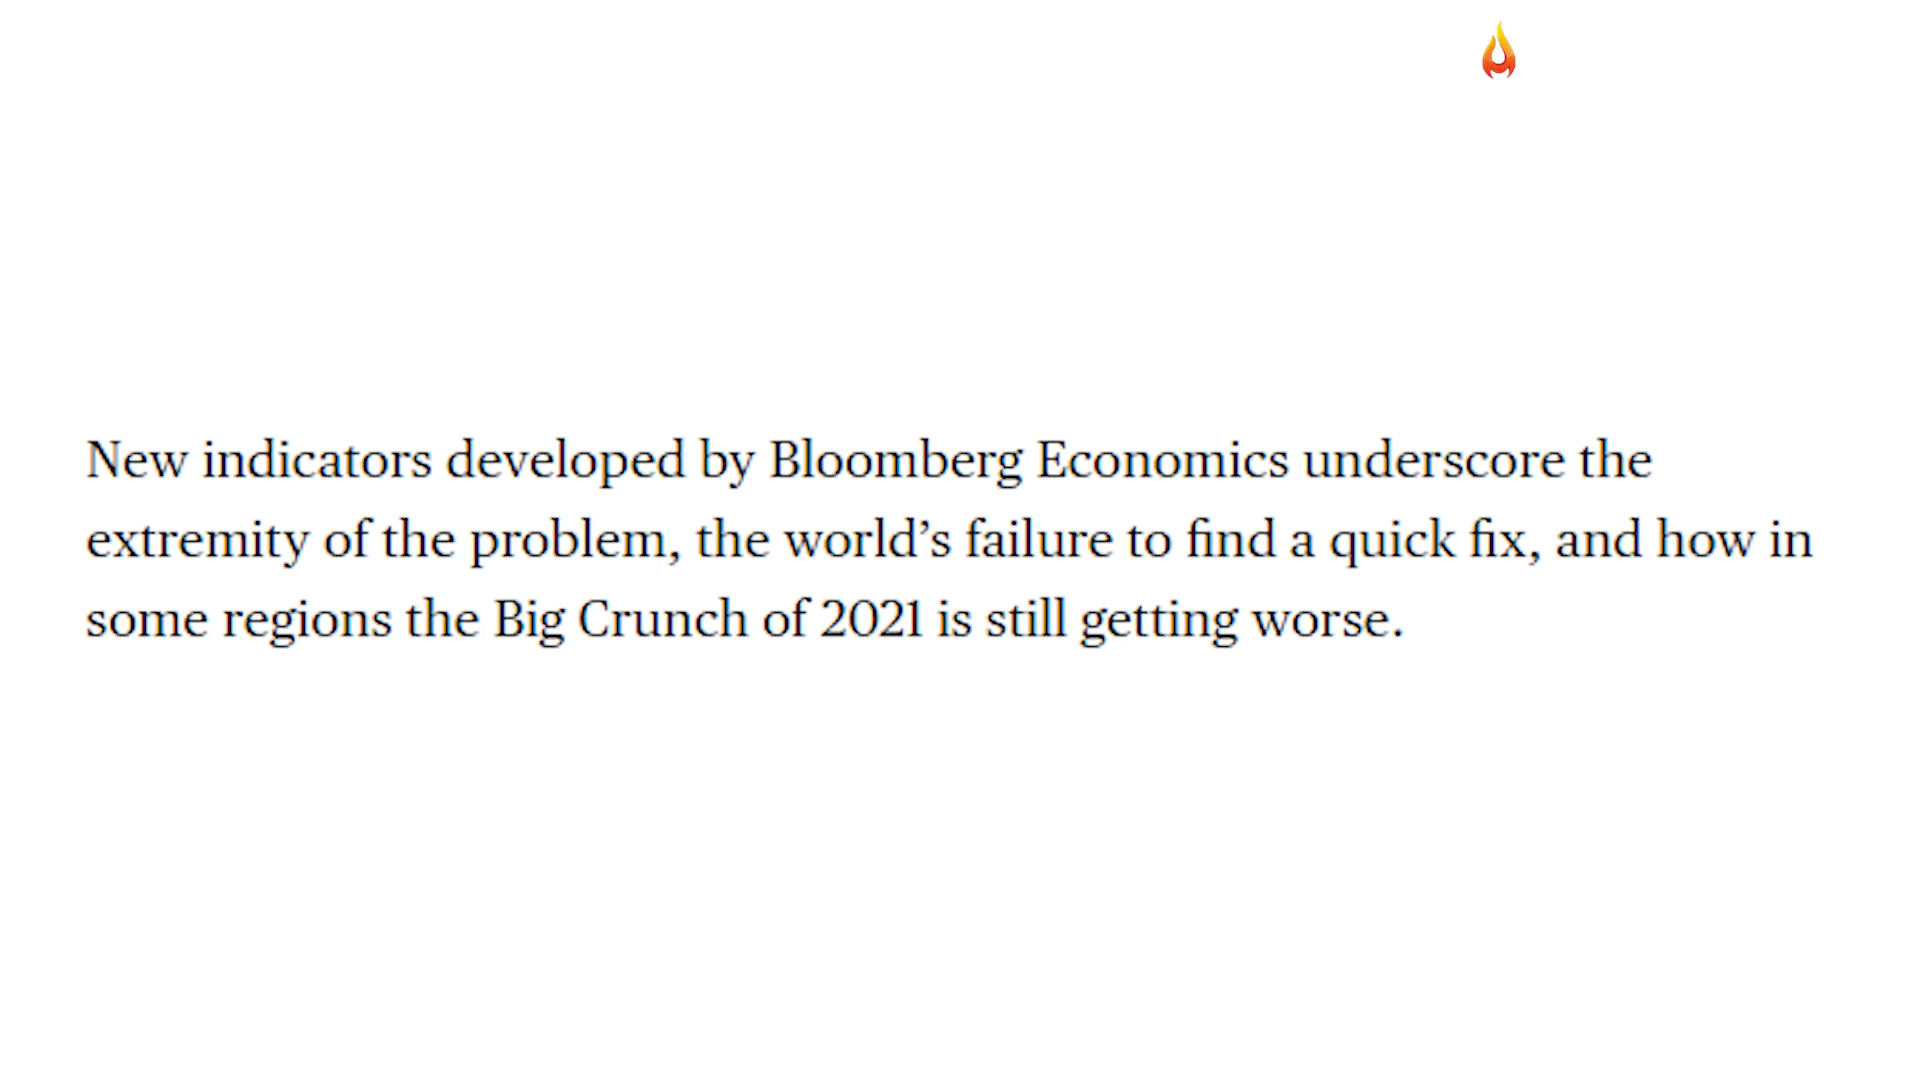 New indicators developed by Bloomberg Economics underscore the
extremity of the problem, the world’s failure to find a quick fix, and how in
some regions the Big Crunch of 2021 is still getting worse.